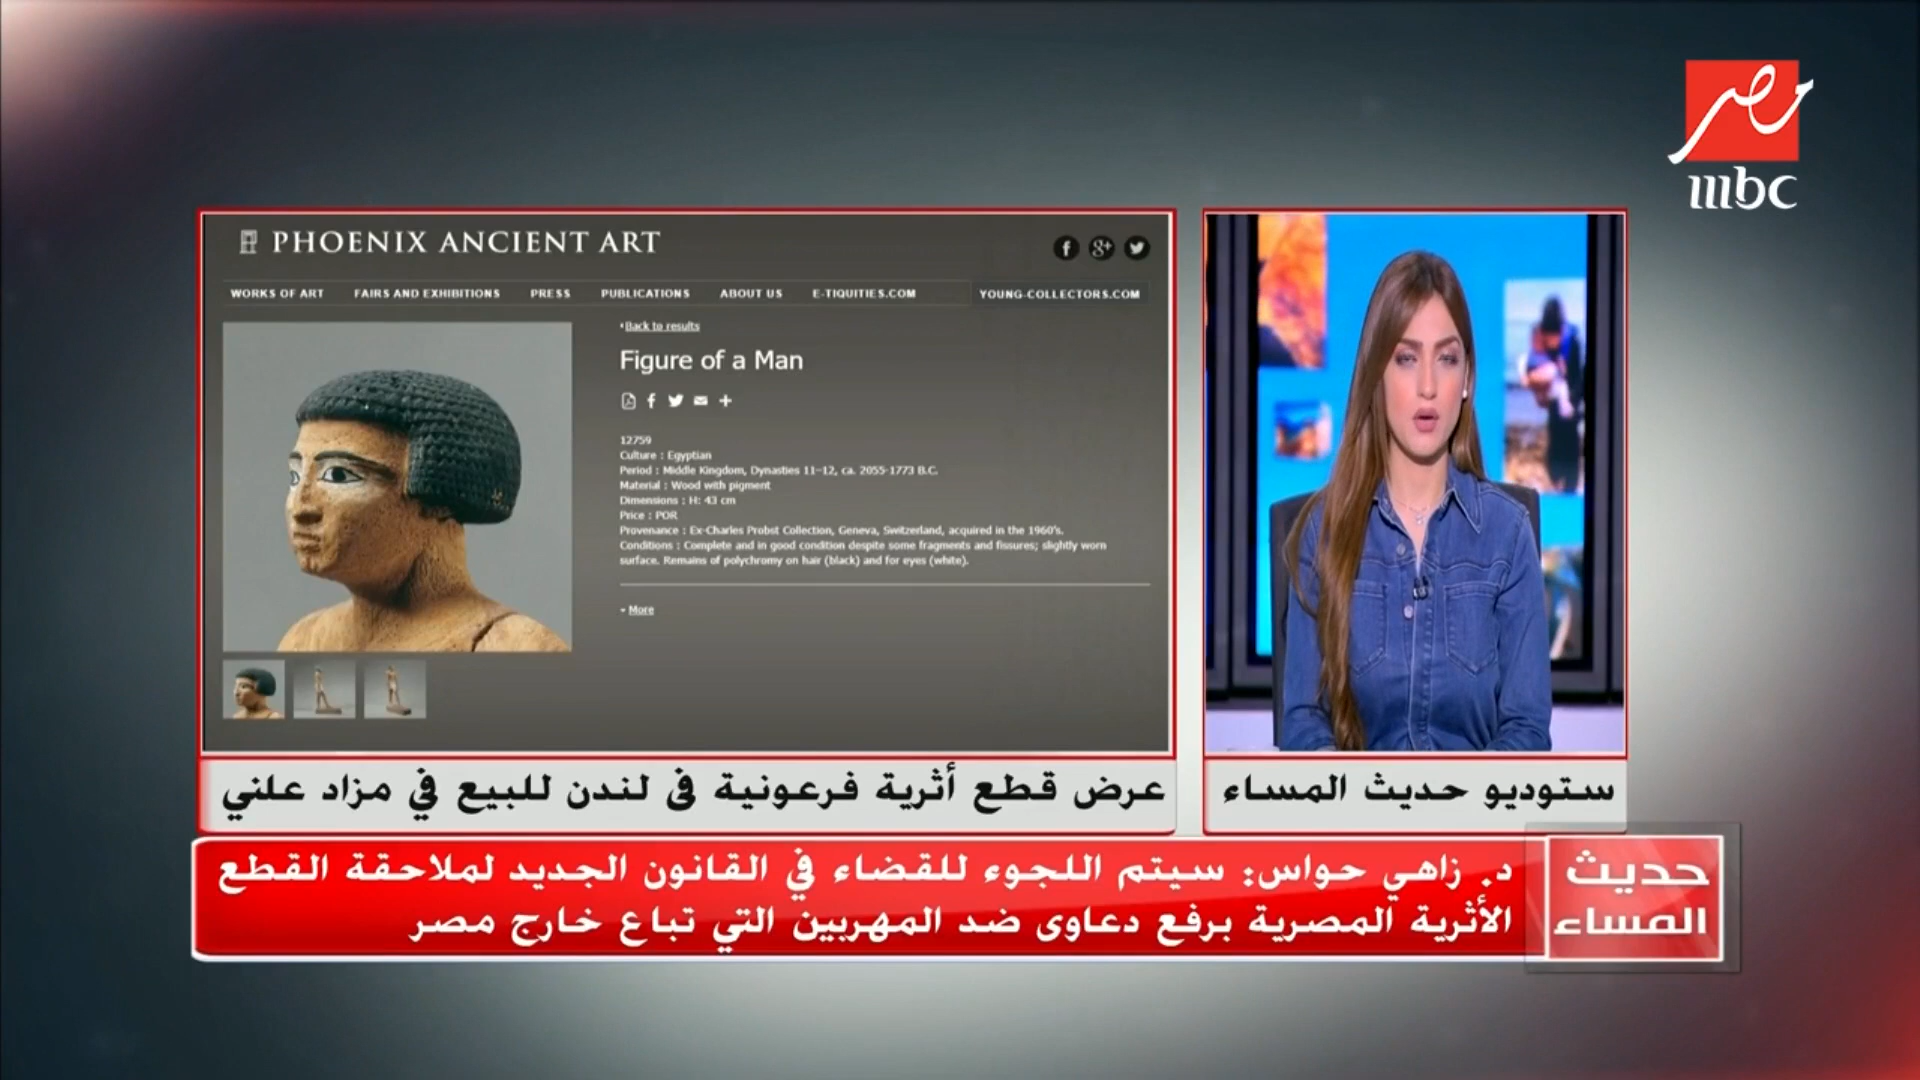 مصر
mbc
PHOENIX ANCIENT ART
WORKS OF ART FAIRS AND EXHIBITIONS PRESS PUBLICATIONS ABOUT US E-TIQUITIES.COM YOUNG-COLLECTORS.COM
Back to results
Figure of a Man
12759
Culture : Egyptian
Period : Middle Kingdom, Dynasties 11-12, ca. 2055-1773 B.C.
Material : Wood with pigment
Dimensions : H: 43 cm
Price : POR
Provenance : Ex-Charles Probst Collection, Geneva, Switzerland, acquired in the 1960's.
Conditions : Complete and in good condition despite some fragments and fissures; slightly worn
surface. Remains of polychromy on hair (black) and for eyes (white).
More
ستوديو حديث المساء
عرض قطع أثرية فرعونية فى لندن للبيع في مزاد علني
حديث
المساء
د. زاهي حواس: سيتم اللجوء للقضاء في القانون الجديد لملاحقة القطع
الأثرية المصرية برفع دعاوى ضد المهربين التي تباع خارج مصر